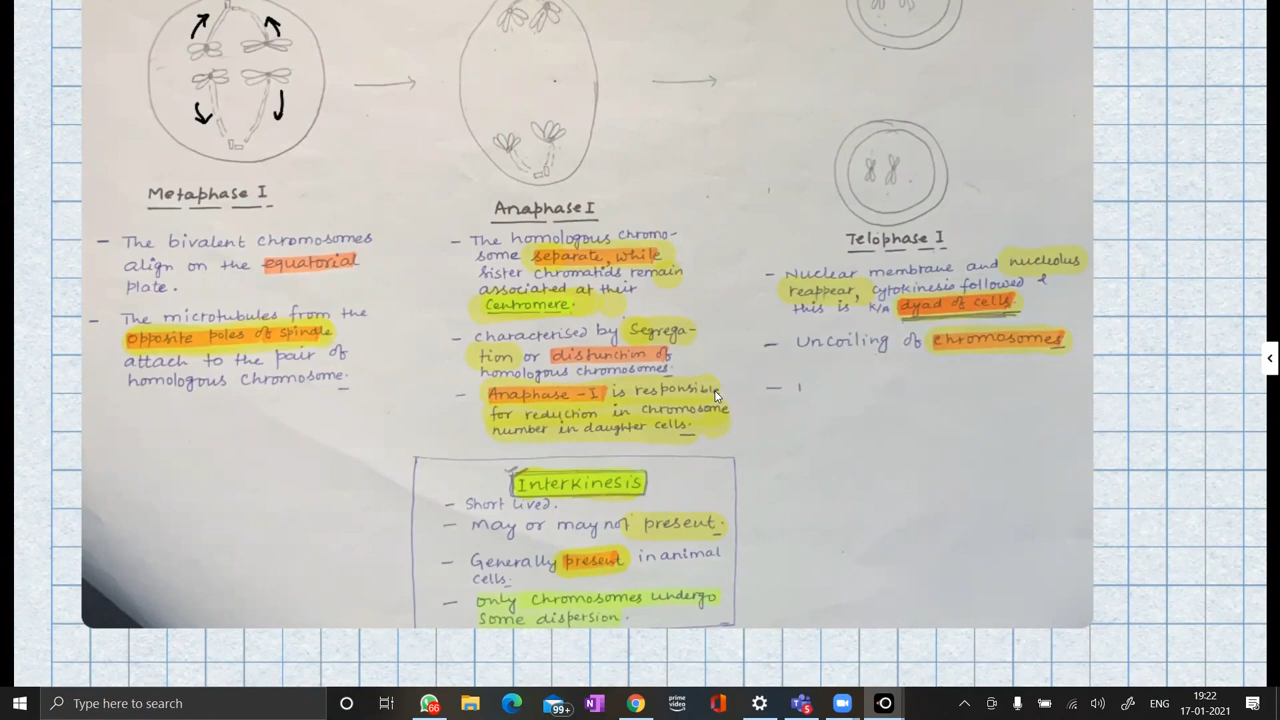 Metaphase I
- The bivalent chromosomes
align on the equatorial
plate.
- The microtubules from the
opposite poles of spindle
attach to the pair of
homologous chromosome.
Anaphase I
- The homologous chromo-
some separate, while
sister chromatids remain
associated at their
Centromere.
- characterised by Segrega-
tion or disjunction of
homologous chromosomes.
- Anaphase-I is responsible
for reduction in chromosome
number in daughter cells.
Telophase I
- Nuclear membrane and nucleolus
reappear, cytokinesis followed &
this is K/A dyad of cells.
- Uncoiling of chromosomes
Interkinesis
- Short lived.
- May or may not present.
- Generally present in animal
cells.
- only chromosomes undergo
some dispersion.
Type here to search
66
99+
prime
video
5
ENG
19:22
17-01-2021